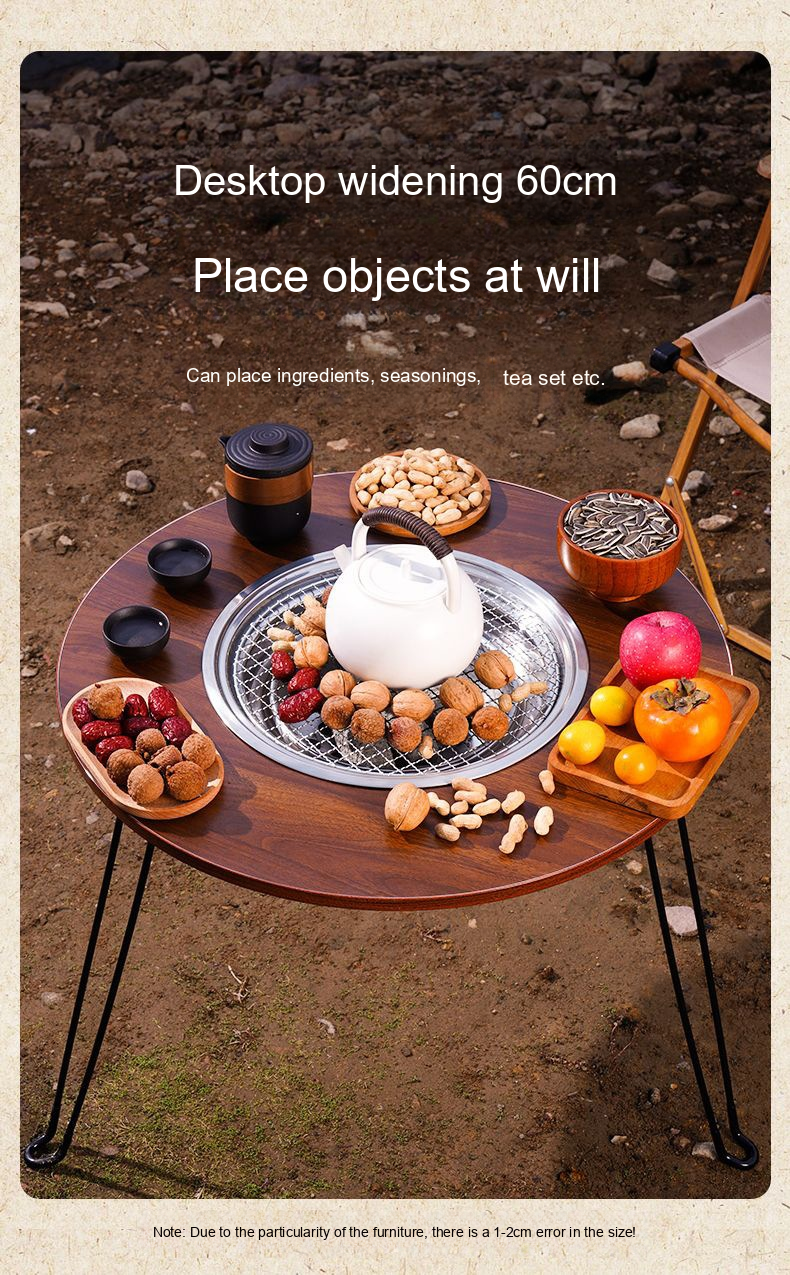 Desktop widening 60cm
Place objects at will
Can place ingredients, seasonings, tea set etc.
Note: Due to the particularity of the furniture, there is a 1-2cm error in the size!